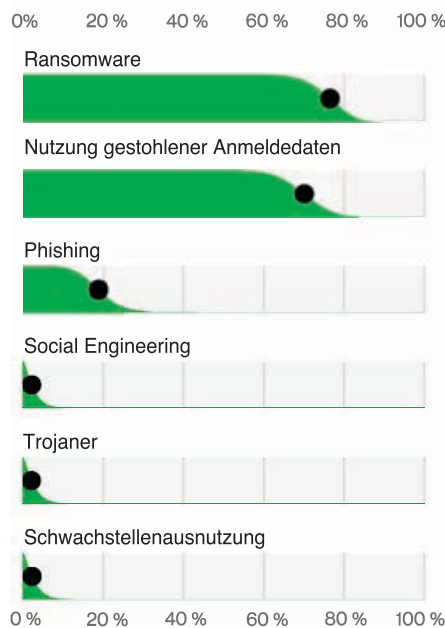 0% 20 % 40 % 60 % 80 % 100 %
Ransomware
Nutzung gestohlener Anmeldedaten
Phishing
Social Engineering
Trojaner
Schwachstellenausnutzung
0 % 20 % 40 % 60 % 80 % 100 %